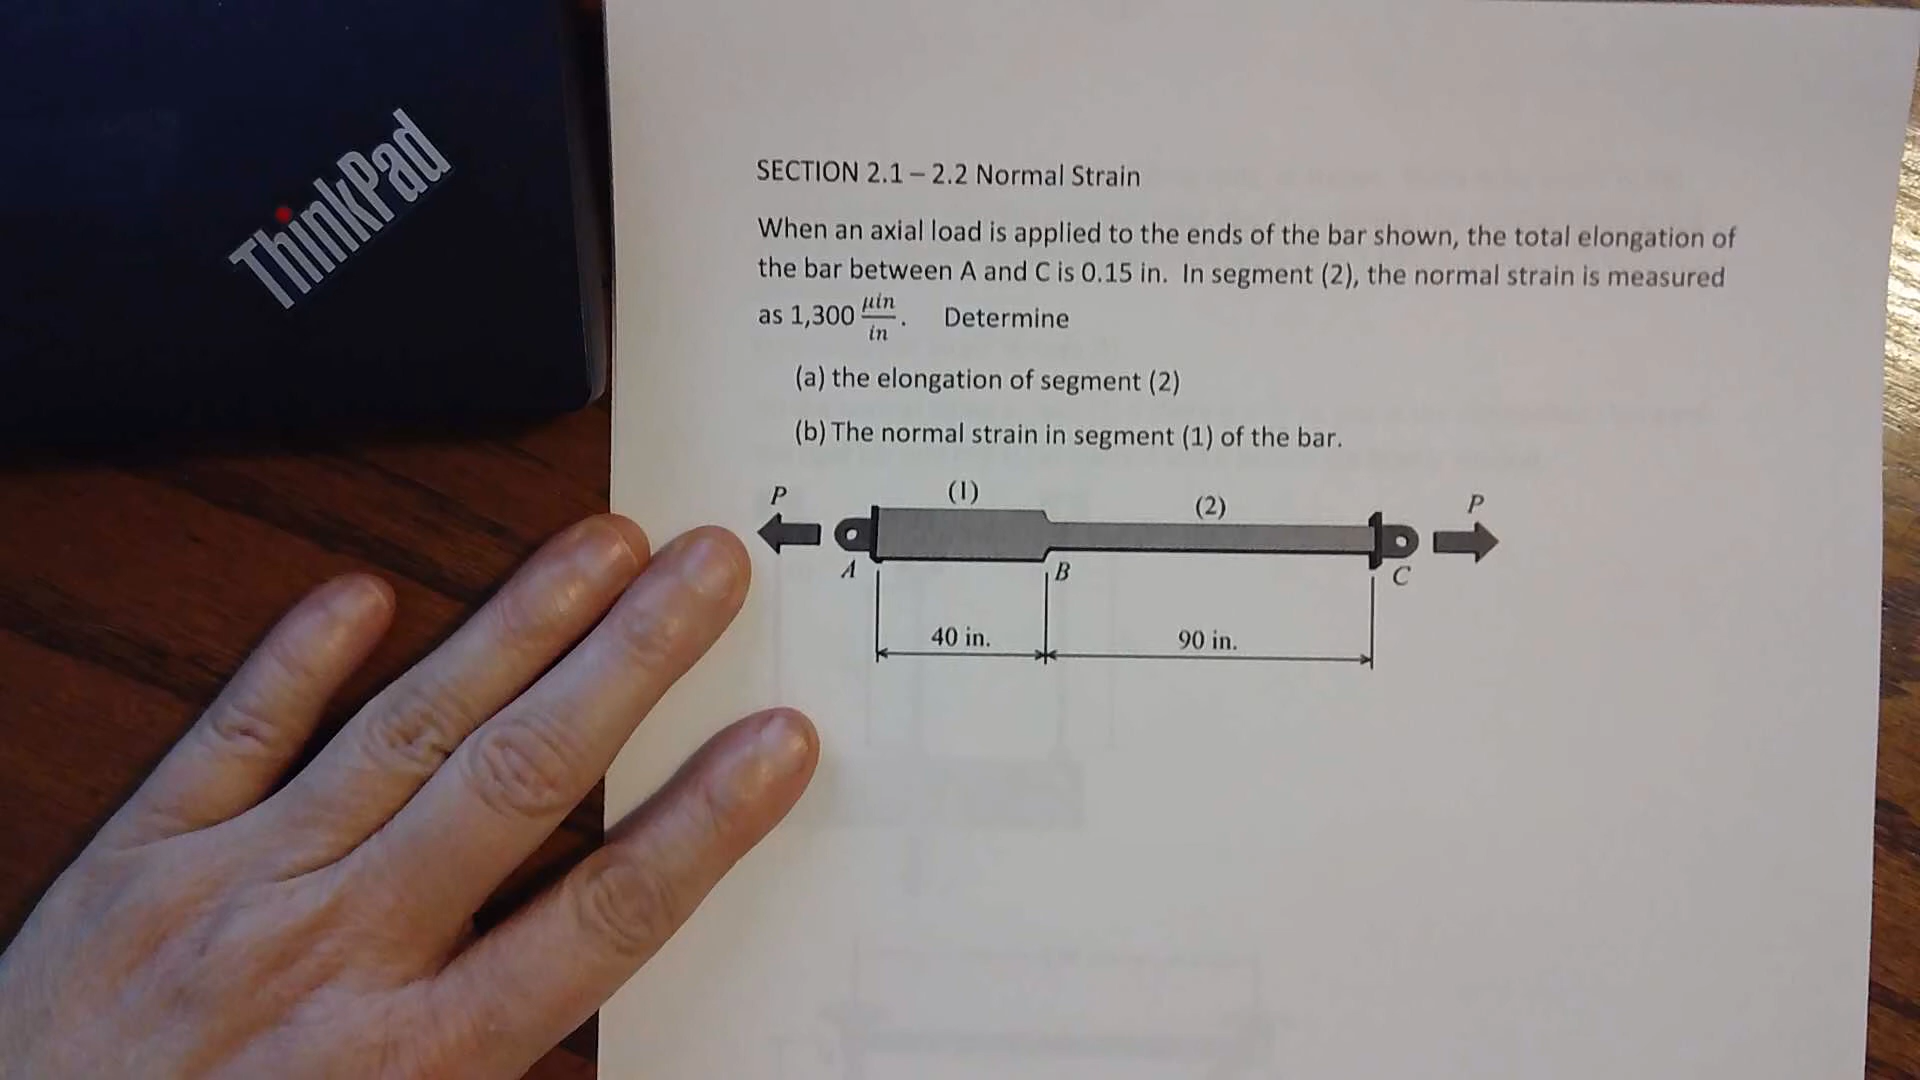 ThinkPad
SECTION 2.1 – 2.2 Normal Strain
When an axial load is applied to the ends of the bar shown, the total elongation of
the bar between A and C is 0.15 in. In segment (2), the normal strain is measured
as 1,300 μin/in. Determine
(a) the elongation of segment (2)
(b) The normal strain in segment (1) of the bar.
P (1) (2) P
A B C
40 in. 90 in.